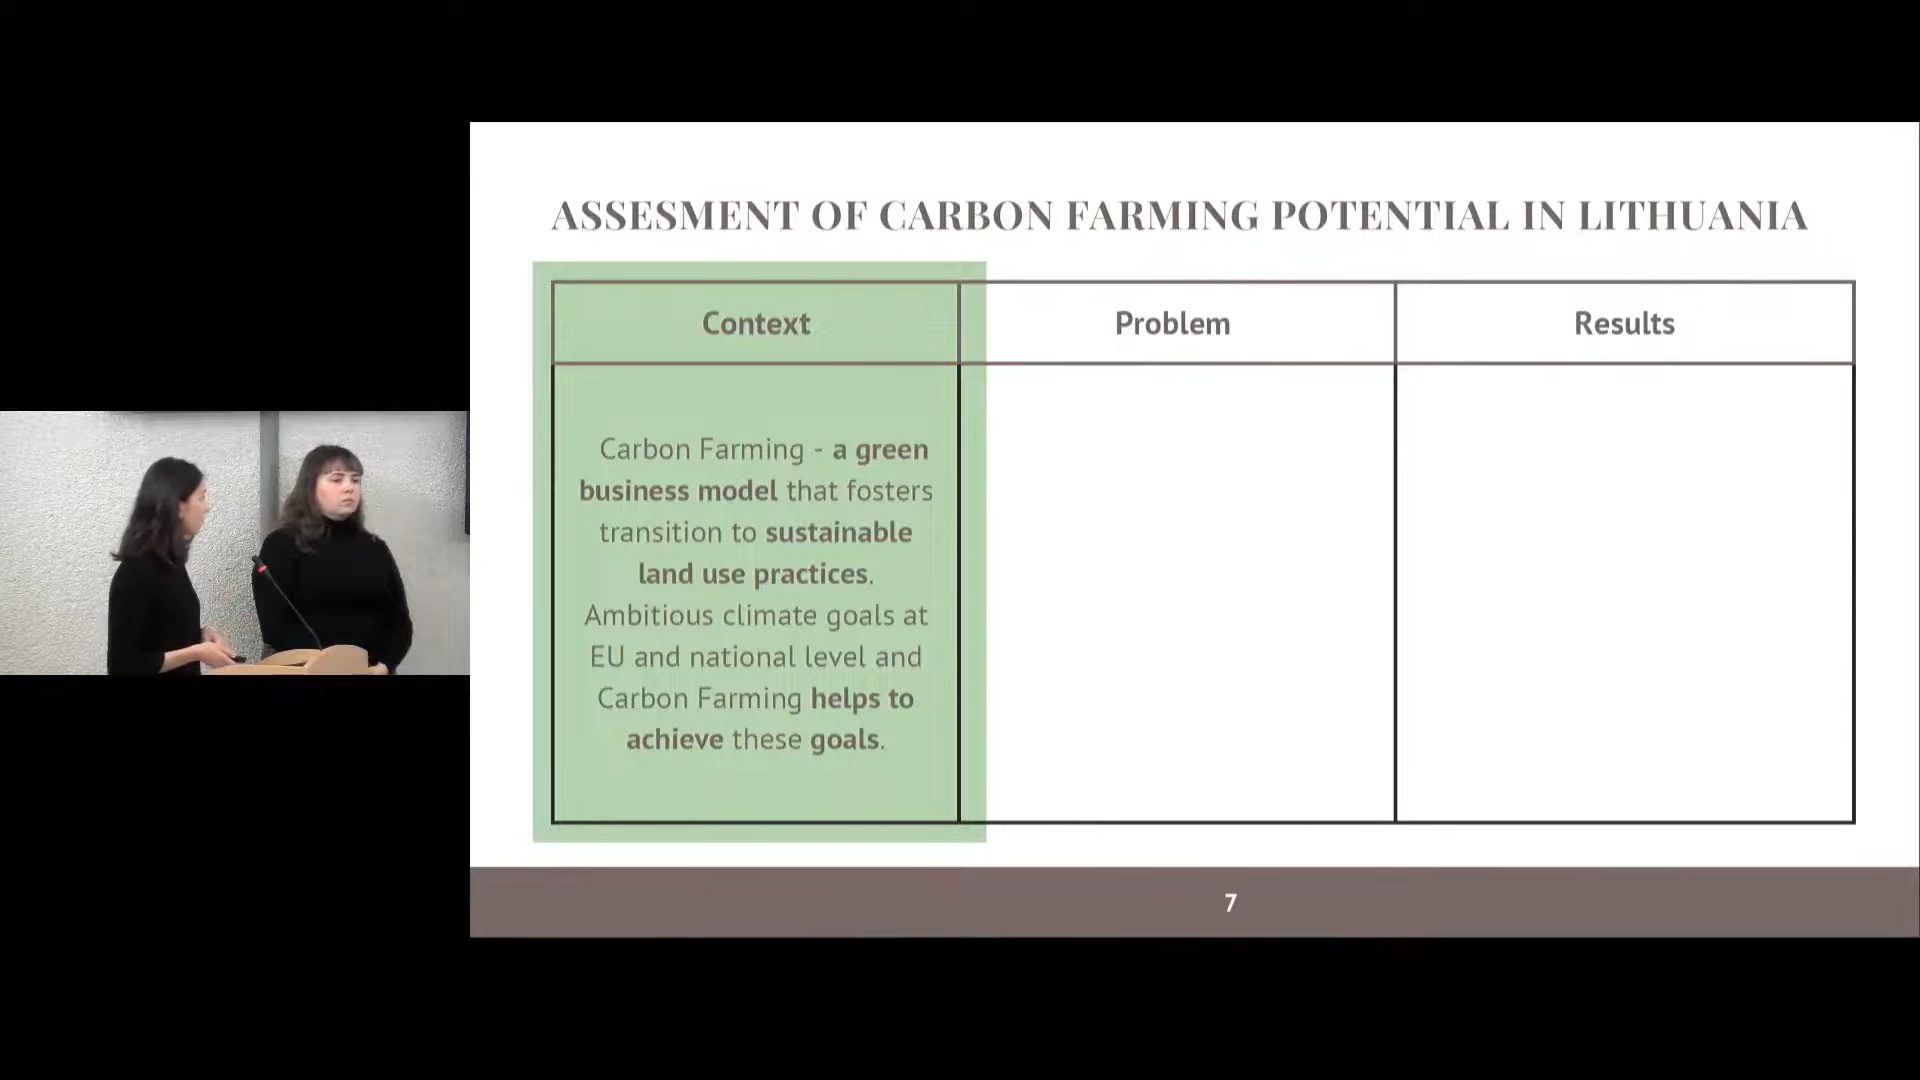 ASSESMENT OF CARBON FARMING POTENTIAL IN LITHUANIA
Context
Problem
Results
Carbon Farming - a green
business model that fosters
transition to sustainable
land use practices.
Ambitious climate goals at
EU and national level and
Carbon Farming helps to
achieve these goals.
7